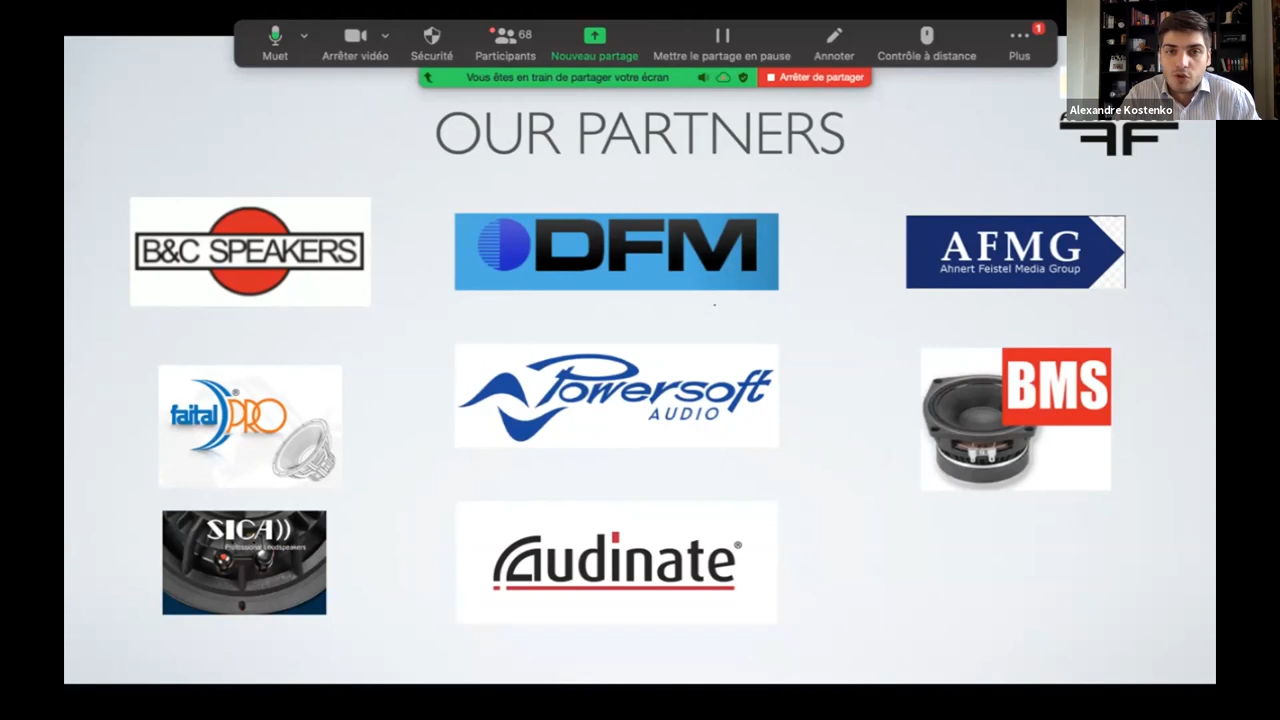 68
1
Muet
Arrêter vidéo
Sécurité
Participants
Nouveau partage
Mettre le partage en pause
Annoter
Contrôle à distance
Plus
Vous êtes en train de partager votre écran
Arrêter de partager
Alexandre Kostenko
OUR PARTNERS
B&C SPEAKERS
DFM
AFMG
Ahnert Feistel Media Group
faital PRO®
Powersoft
AUDIO
BMS
SICA))
Professional Loudspeakers
Audinate®